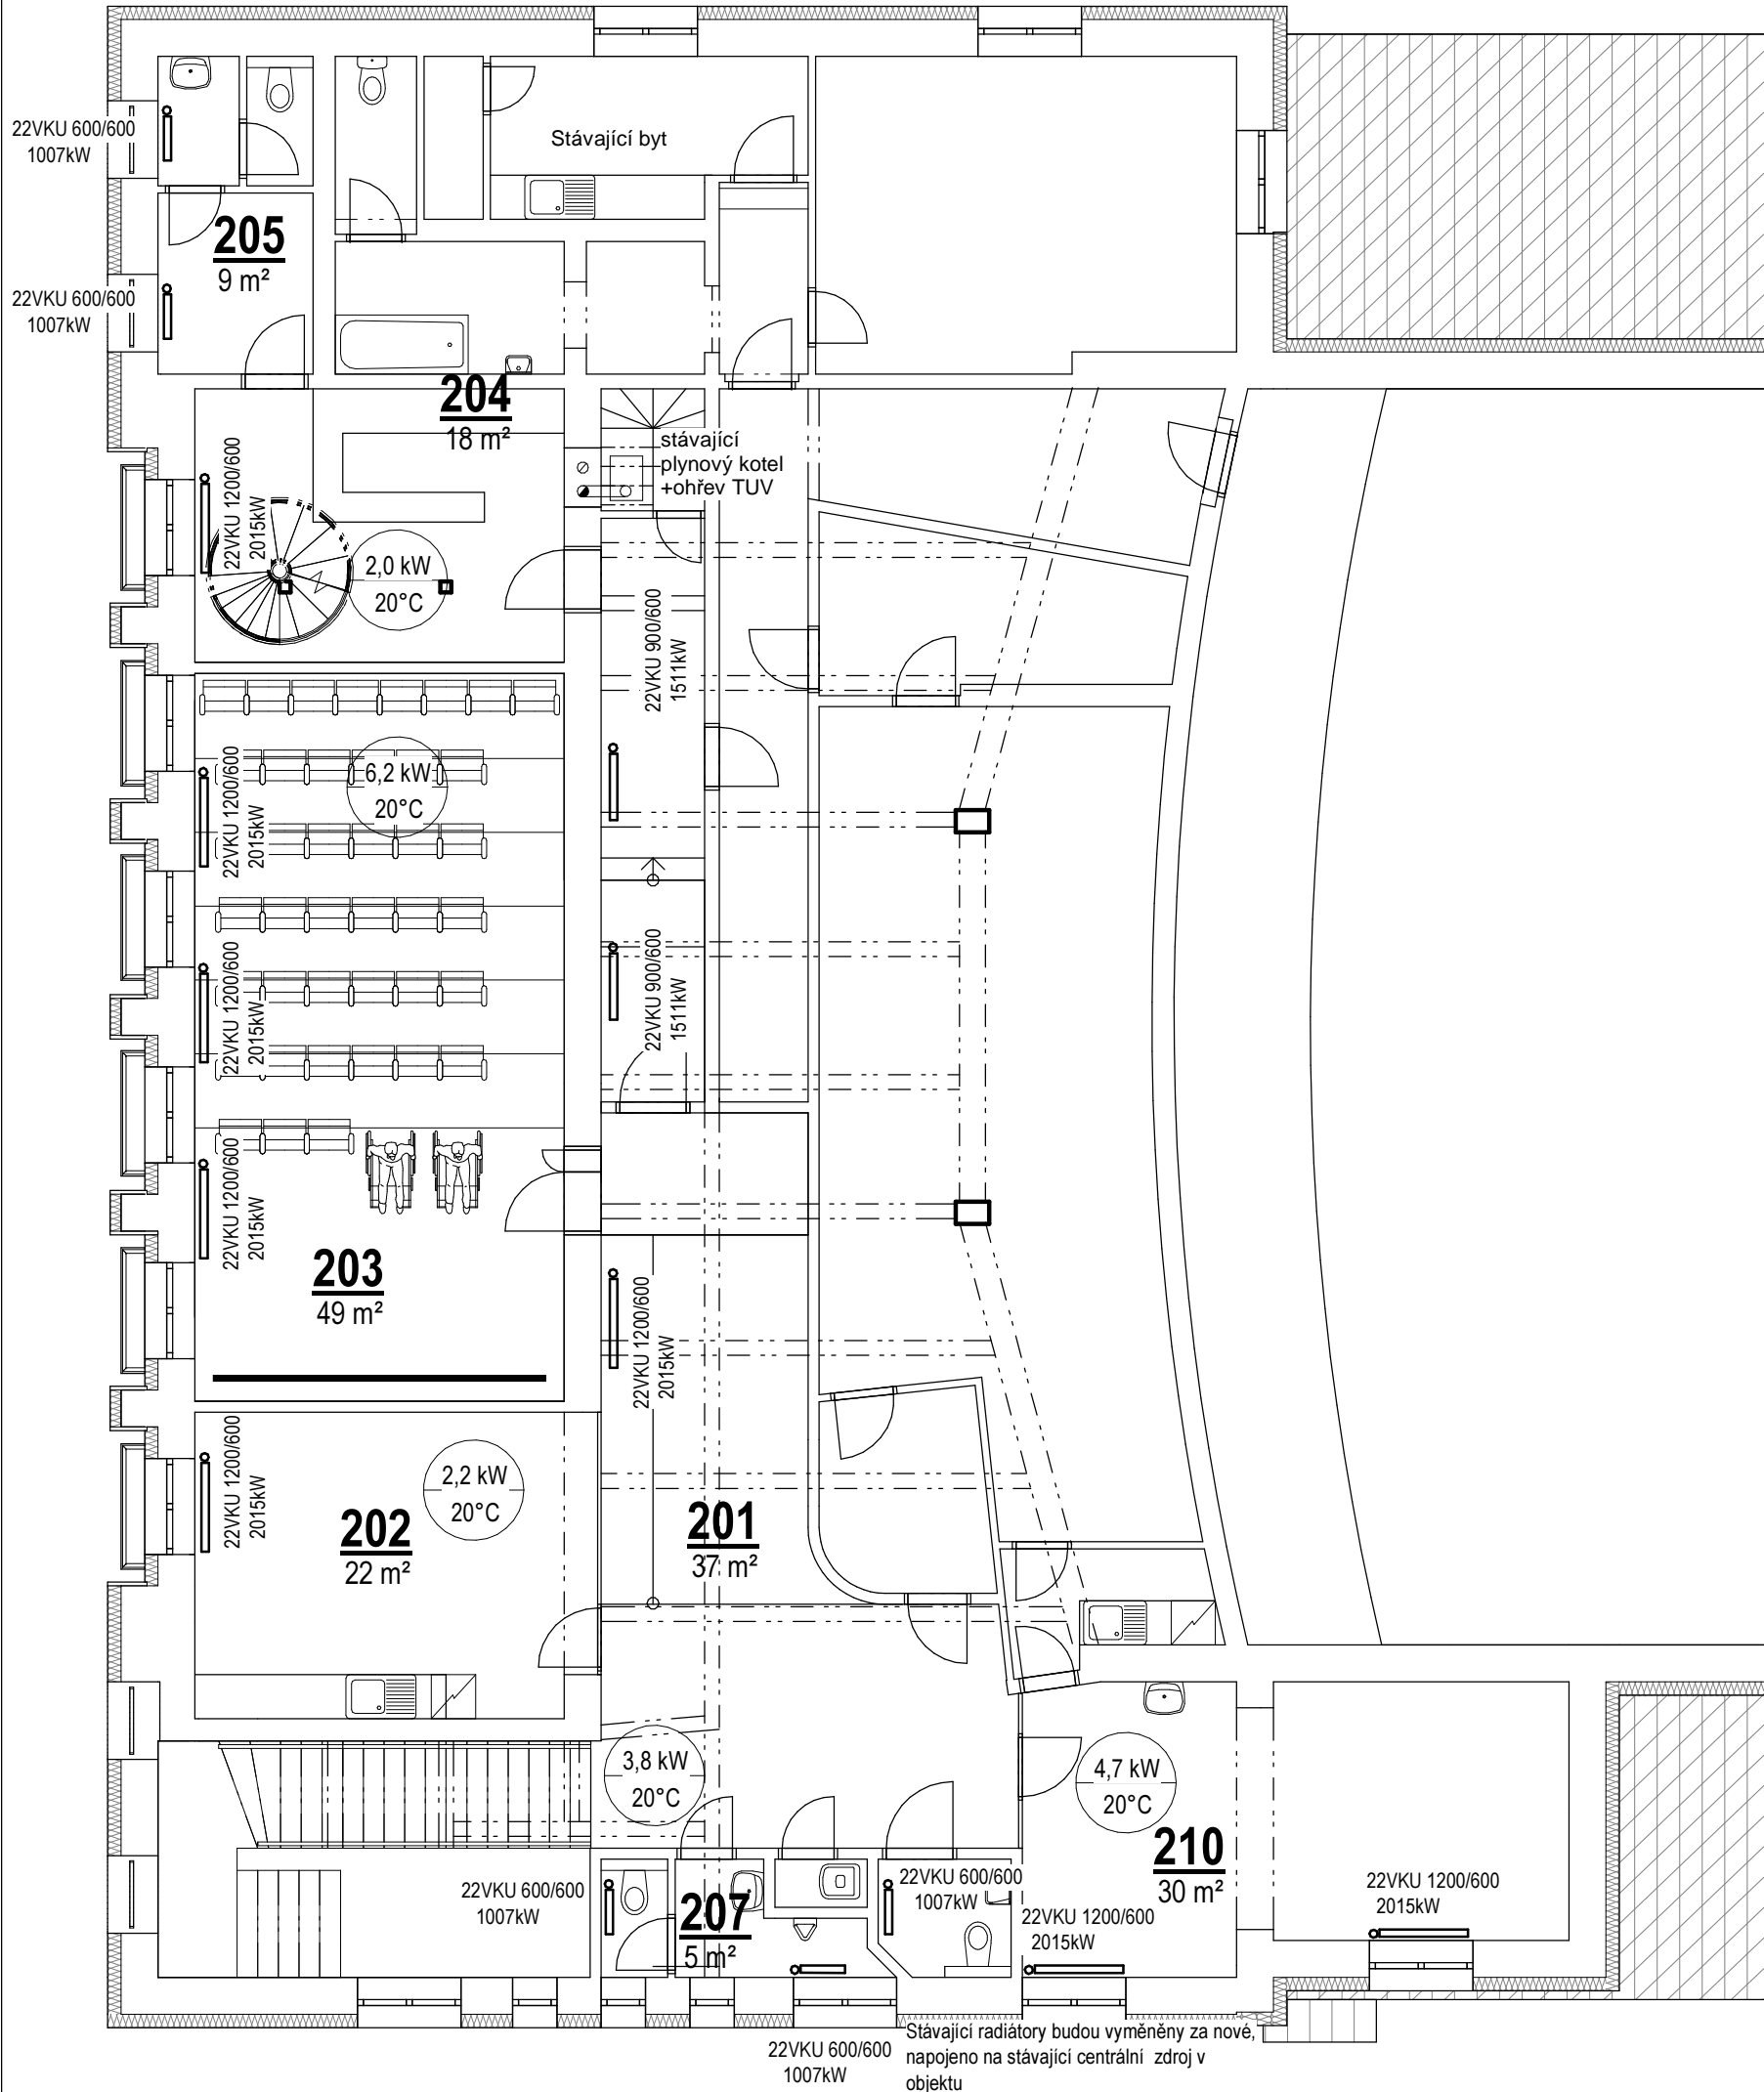 Stávající byt
22VKU 600/600
1007kW
205
9 m²
22VKU 600/600
1007kW
204
18 m²
stávající
plynový kotel
+ohřev TUV
22VKU 1200/600
2015kW
2,0 kW
20°C
22VKU 900/600
1511kW
6,2 kW
20°C
22VKU 1200/600
2015kW
22VKU 1200/600
2015kW
22VKU 900/600
1511kW
22VKU 1200/600
2015kW
203
49 m²
22VKU 1200/600
2015kW
22VKU 1200/600
2015kW
2,2 kW
20°C
202
22 m²
201
37 m²
3,8 kW
20°C
4,7 kW
20°C
210
30 m²
22VKU 600/600
1007kW
207
5 m²
22VKU 600/600
1007kW
22VKU 1200/600
2015kW
22VKU 1200/600
2015kW
22VKU 600/600
1007kW
Stávající radiátory budou vyměněny za nové,
napojeno na stávající centrální zdroj v
objektu